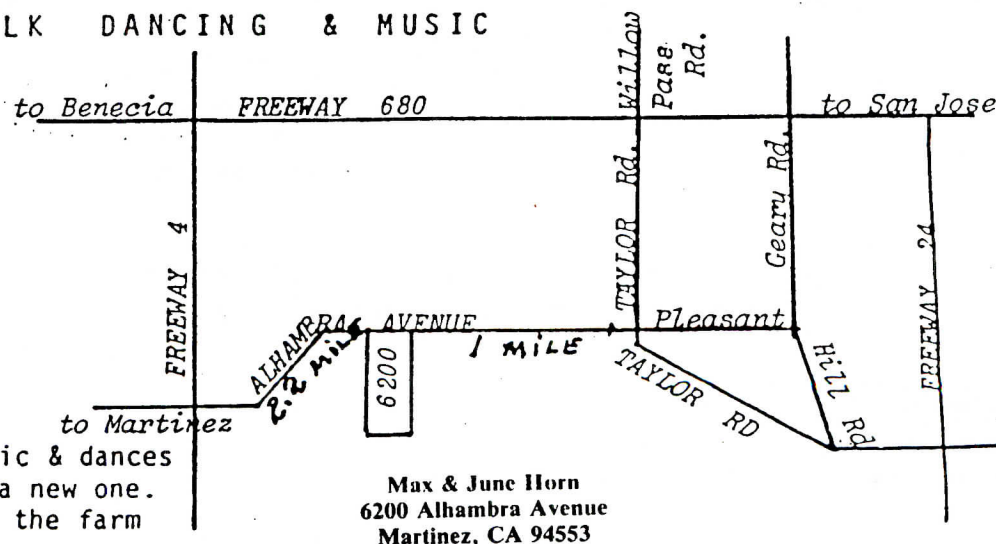 LK DANCING & MUSIC
Willow
Pass Rd.
to Benecia FREEWAY 680 to San Jose
FREEWAY 4
TAYLOR Rd.
Geary Rd.
FREEWAY 24
ALHAMBRA AVENUE
2.2 MILE
1 MILE
6200
Pleasant
Hill Rd
TAYLOR RD
to Martinez
ic & dances
a new one.
the farm
Max & June Horn
6200 Alhambra Avenue
Martinez, CA 94553